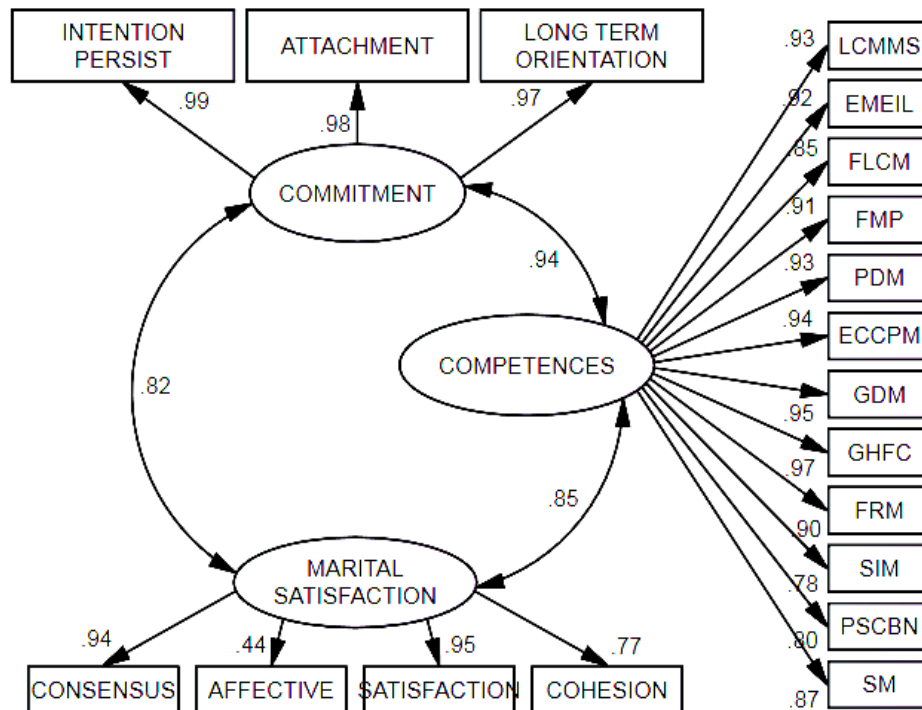 INTENTION
PERSIST
ATTACHMENT
LONG TERM
ORIENTATION
.99
.98
.97
COMMITMENT
.93
LCMMS
.92
EMEIL
.85
FLCM
.91
FMP
.93
PDM
.94
ECCPM
GDM
.95
GHFC
.97
FRM
.90
SIM
.78
PSCBN
.80
SM
.87
.94
COMPETENCES
.82
.85
MARITAL
SATISFACTION
.94
.44
.95
.77
CONSENSUS
AFFECTIVE
SATISFACTION
COHESION